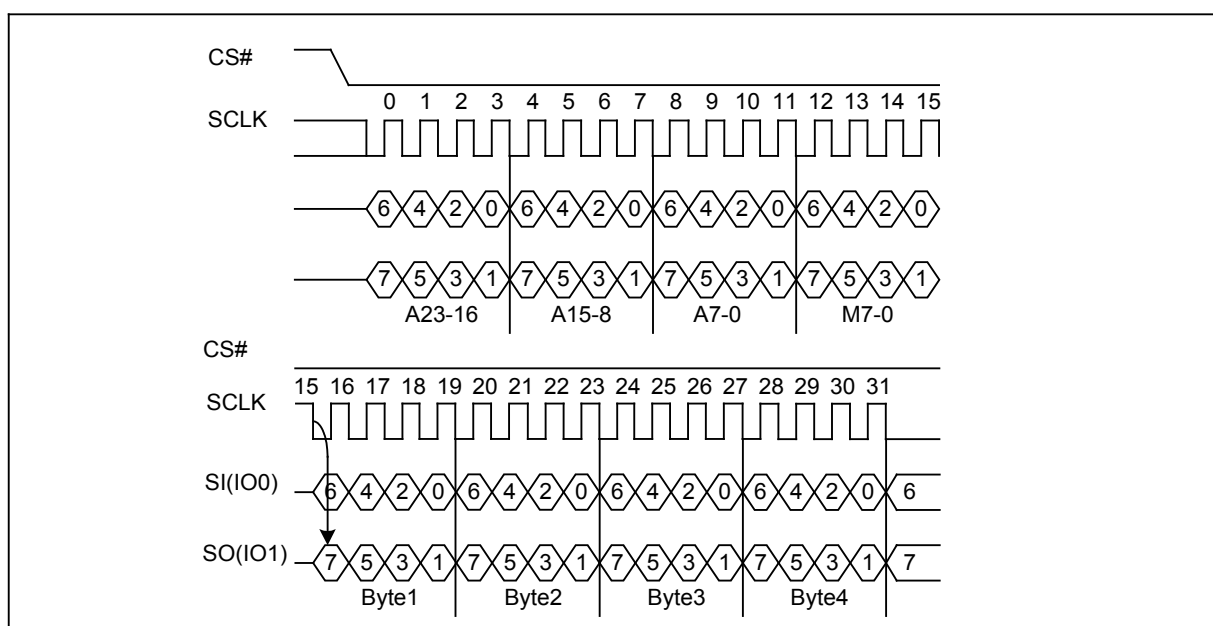 CS#
0 1 2 3 4 5 6 7 8 9 10 11 12 13 14 15
SCLK
6 4 2 0 6 4 2 0 6 4 2 0 6 4 2 0
7 5 3 1 7 5 3 1 7 5 3 1 7 5 3 1
A23-16 A15-8 A7-0 M7-0
CS#
15 16 17 18 19 20 21 22 23 24 25 26 27 28 29 30 31
SCLK
SI(IO0) 6 4 2 0 6 4 2 0 6 4 2 0 6 4 2 0 6
SO(IO1) 7 5 3 1 7 5 3 1 7 5 3 1 7 5 3 1 7
Byte1 Byte2 Byte3 Byte4